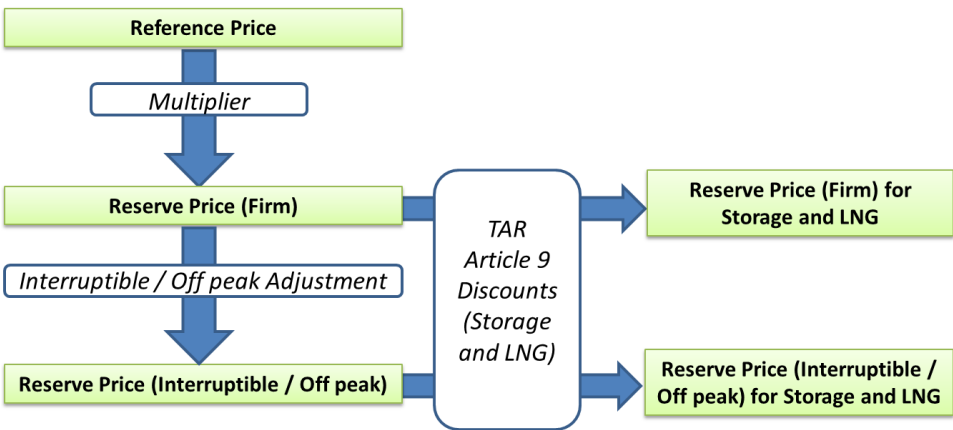 Reference Price
Multiplier
Reserve Price (Firm)
Interruptible / Off peak Adjustment
Reserve Price (Interruptible / Off peak)
TAR
Article 9
Discounts
(Storage
and LNG)
Reserve Price (Firm) for
Storage and LNG
Reserve Price (Interruptible /
Off peak) for Storage and LNG